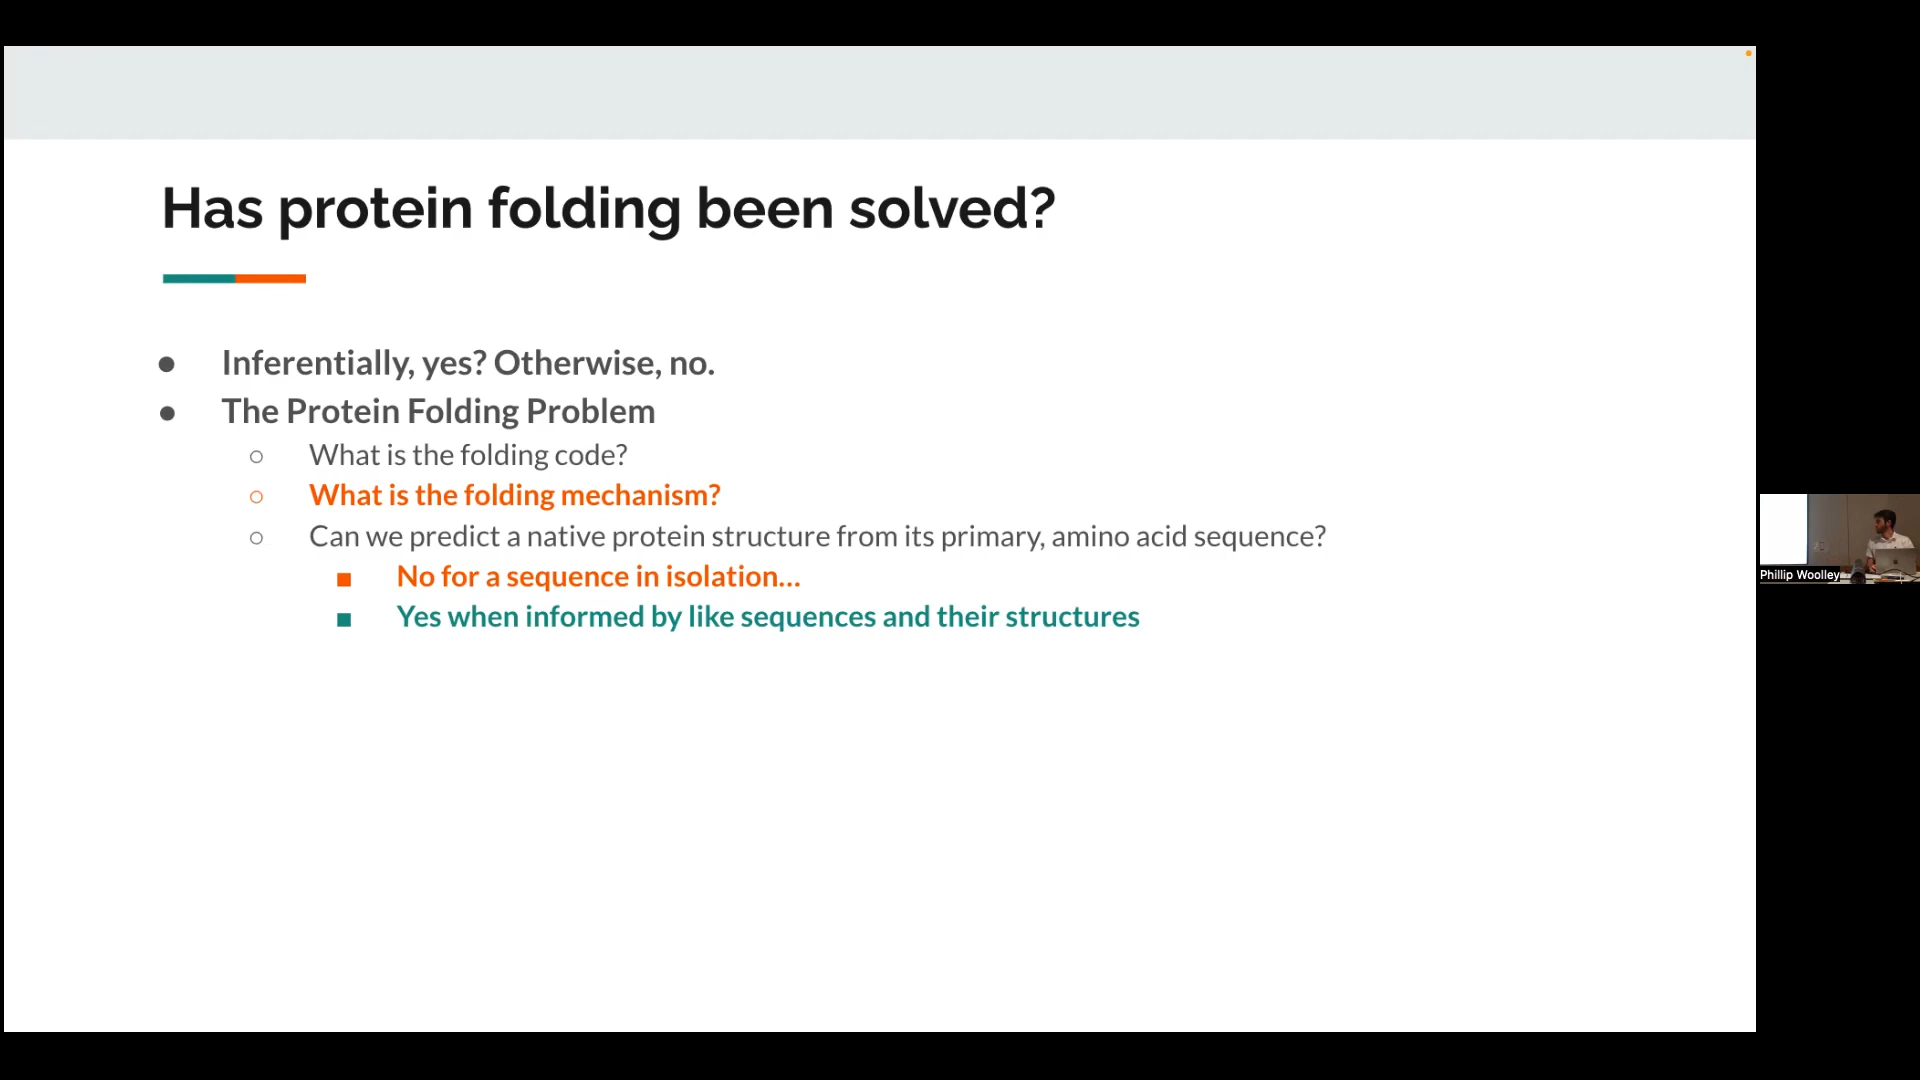 Has protein folding been solved?
Inferentially, yes? Otherwise, no.
The Protein Folding Problem
What is the folding code?
What is the folding mechanism?
Can we predict a native protein structure from its primary, amino acid sequence?
No for a sequence in isolation...
Yes when informed by like sequences and their structures
Phillip Woolley